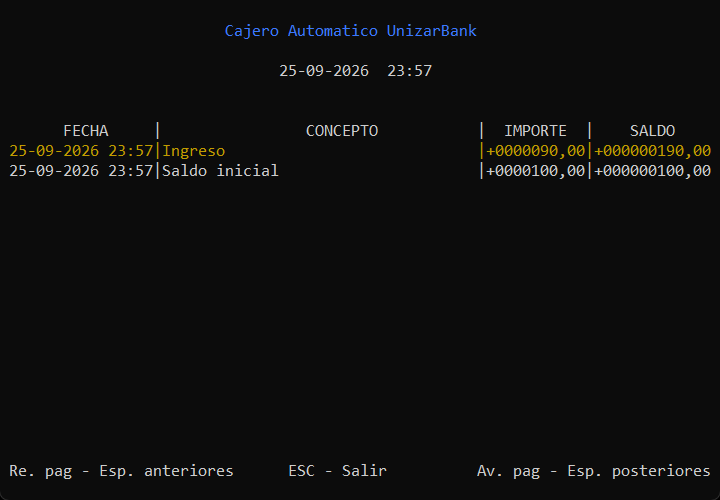 Cajero Automatico UnizarBank
25-09-2026 23:57
FECHA | CONCEPTO | IMPORTE | SALDO
25-09-2026 23:57|Ingreso |+0000090,00|+000000190,00
25-09-2026 23:57|Saldo inicial |+0000100,00|+000000100,00
Re. pag - Esp. anteriores ESC - Salir Av. pag - Esp. posteriores